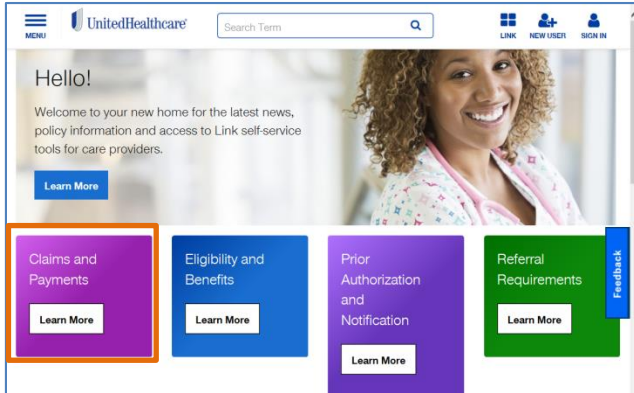 MENU
UnitedHealthcare®
Search Term
LINK
NEW USER
SIGN IN
Hello!
Welcome to your new home for the latest news,
policy information and access to Link self-service
tools for care providers.
Learn More
Claims and
Payments
Learn More
Eligibility and
Benefits
Learn More
Prior
Authorization
and
Notification
Learn More
Referral
Requirements
Learn More
Feedback